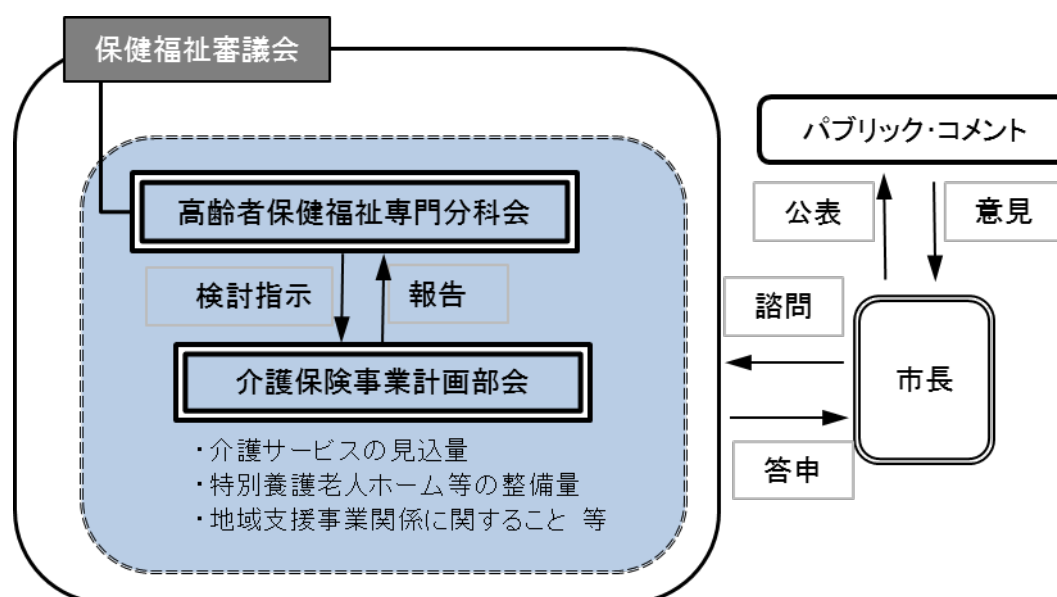 保健福祉審議会
高齢者保健福祉専門分科会
検討指示
報告
介護保険事業計画部会
・介護サービスの見込量
・特別養護老人ホーム等の整備量
・地域支援事業関係に関すること 等
パブリック・コメント
公表
意見
諮問
市長
答申